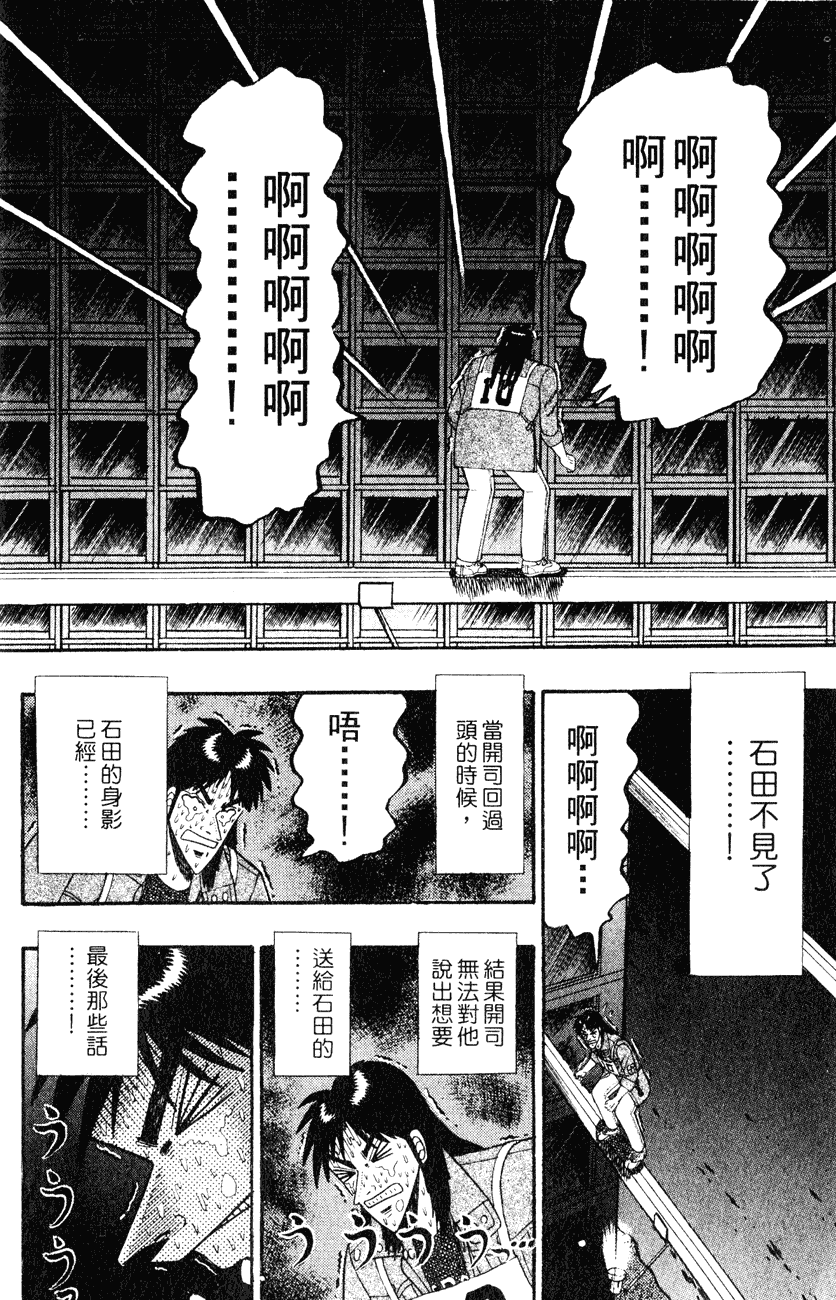 啊啊啊啊啊
啊………！
啊啊啊啊啊
……………！
10
石田不見了
………！
啊啊啊啊…
當開司回過
頭的時候，
唔……！
石田的身影
已經………
結果開司
無法對他
說出想要
送給石田的
………
うううう…
最後那些話
………！
ううう